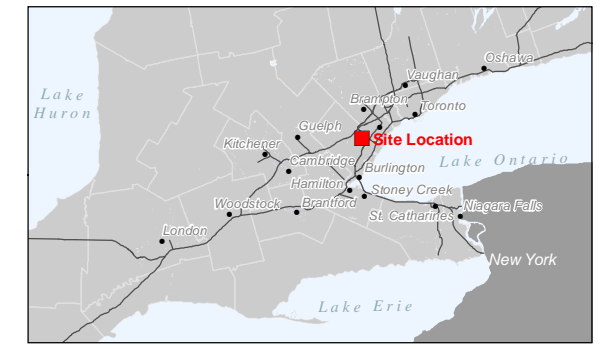 Oshawa
Vaughan
Lake
Huron
Brampton
Toronto
Guelph
Site Location
Kitchener
Cambridge
Lake Ontario
Burlington
Hamilton
Stoney Creek
Woodstock
Brantford
Niagara Falls
St. Catharines
London
New York
Lake Erie